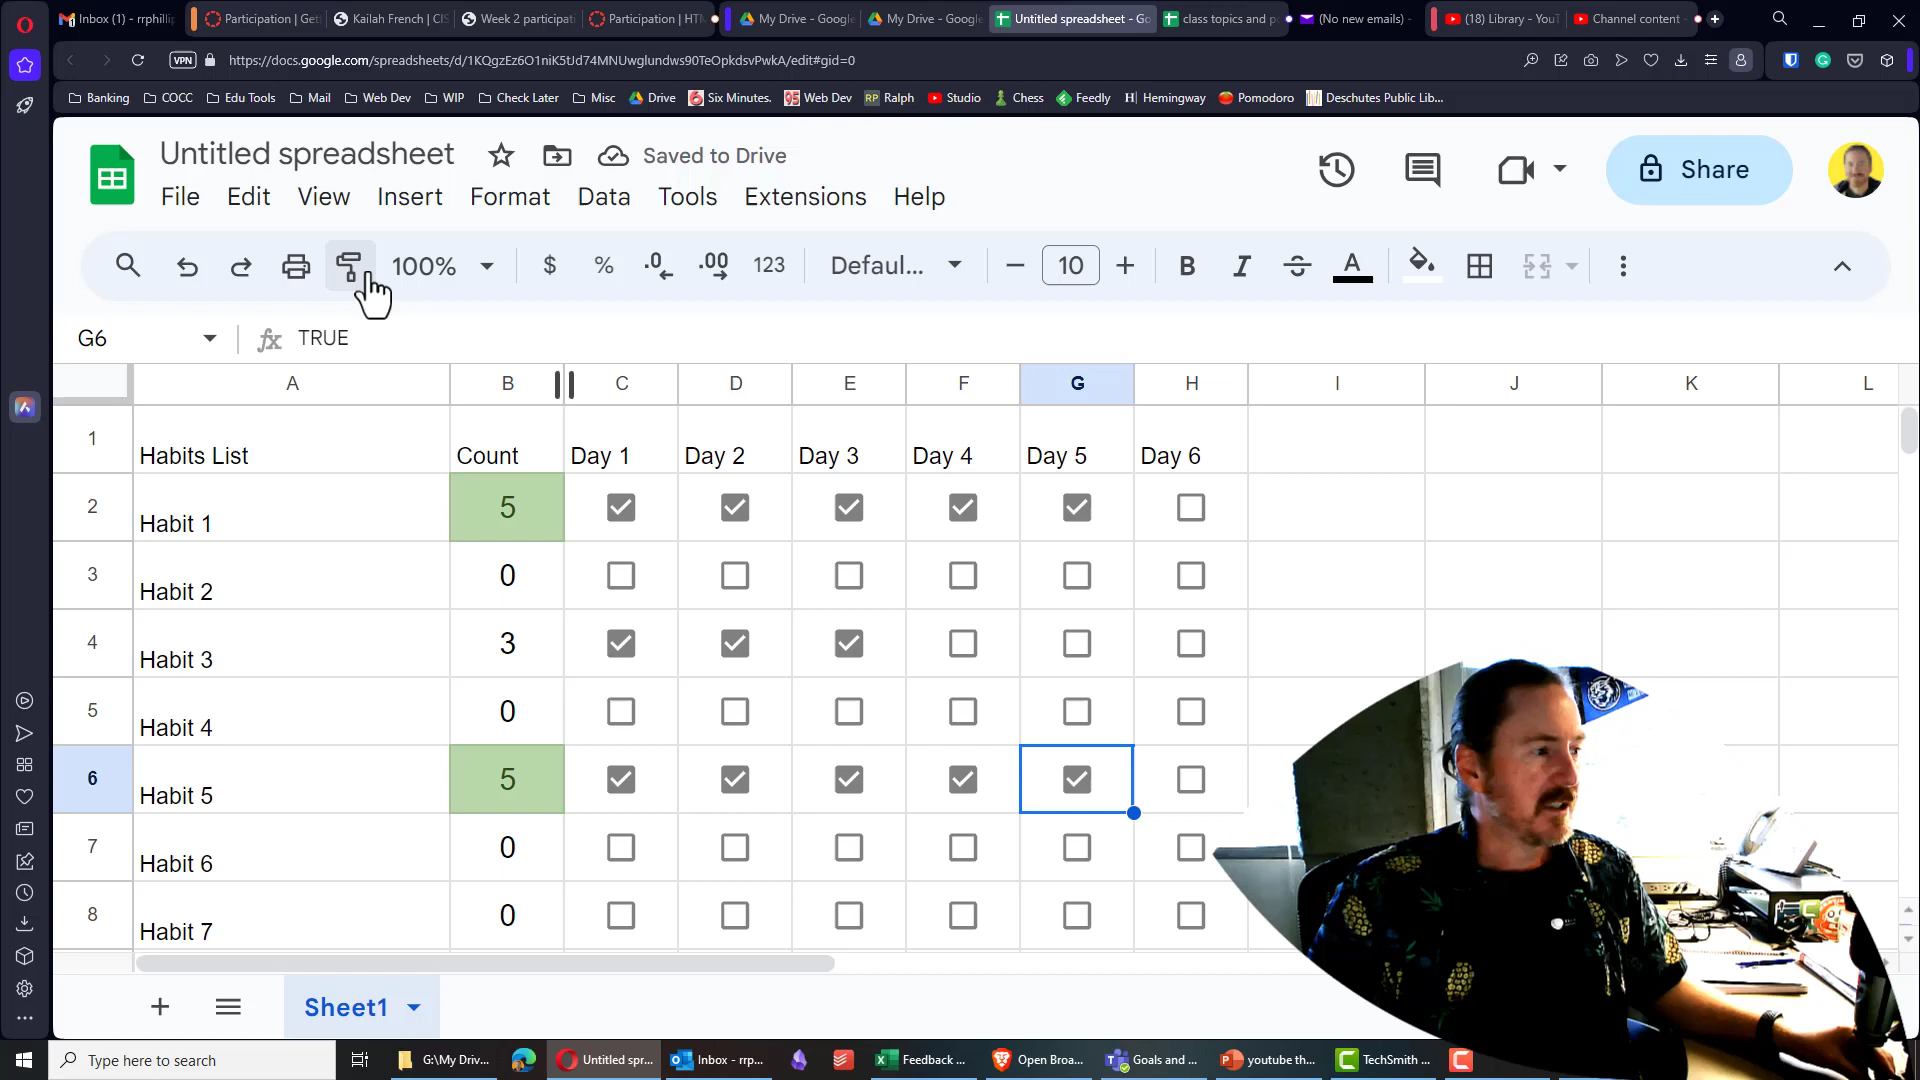 Inbox (1) - rrphillip
Participation | Get
Kailah French | CIS
Week 2 participati
Participation | HTM
My Drive - Google
My Drive - Google
Untitled spreadsheet - Go
class topics and p
(No new emails) -
(18) Library - YouT
Channel content -
VPN
https://docs.google.com/spreadsheets/d/1KQgzEz6O1niK5tJd74MNUwglundws90TeOpkdsvPwkA/edit#gid=0
Banking
COCC
Edu Tools
Mail
Web Dev
WIP
Check Later
Misc
Drive
Six Minutes.
Web Dev
Ralph
Studio
Chess
Feedly
Hemingway
Pomodoro
Deschutes Public Lib...
Untitled spreadsheet
Saved to Drive
File Edit View Insert Format Data Tools Extensions Help
Share
100% $ % .0 .00 123 Defaul... 10 B I S A
G6 fx TRUE
A B C D E F G H I J K L
1 Habits List Count Day 1 Day 2 Day 3 Day 4 Day 5 Day 6
2 Habit 1 5
3 Habit 2 0
4 Habit 3 3
5 Habit 4 0
6 Habit 5 5
7 Habit 6 0
8 Habit 7 0
Sheet1
Type here to search
G:\My Driv...
Untitled spr...
Inbox - rrp...
Feedback ...
Open Broa...
Goals and ...
youtube th...
TechSmith ...